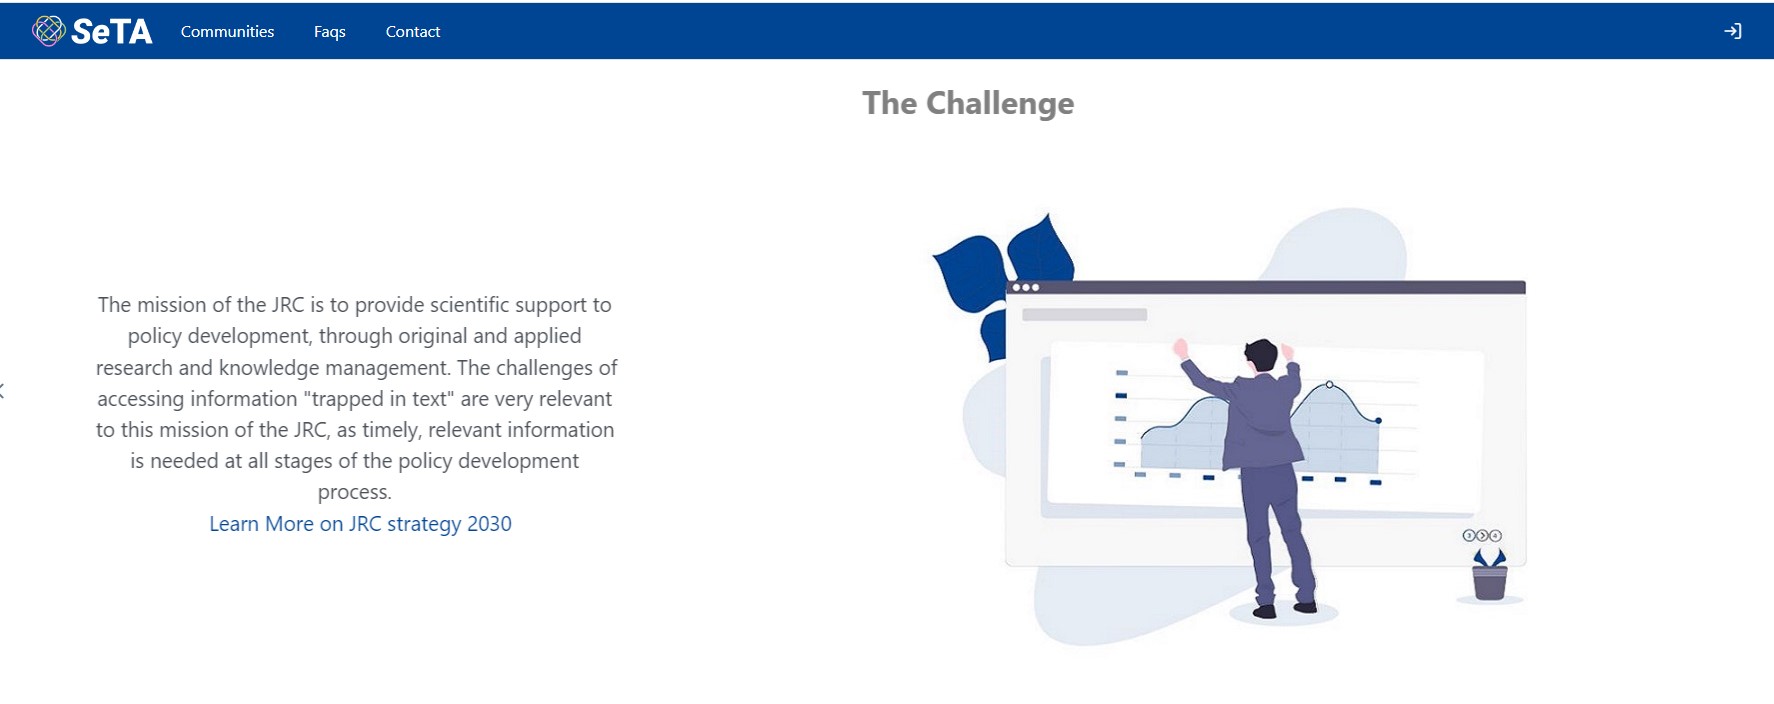 SeTA Communities Faqs Contact
The Challenge
The mission of the JRC is to provide scientific support to
policy development, through original and applied
research and knowledge management. The challenges of
accessing information "trapped in text" are very relevant
to this mission of the JRC, as timely, relevant information
is needed at all stages of the policy development
process.
Learn More on JRC strategy 2030